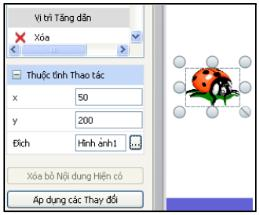 Vị trí Tăng dần
Xóa
Thuộc tính Thao tác
x 50
y 200
Đích Hình ảnh1 ...
Xóa bỏ Nội dung Hiện có
Áp dụng các Thay đổi